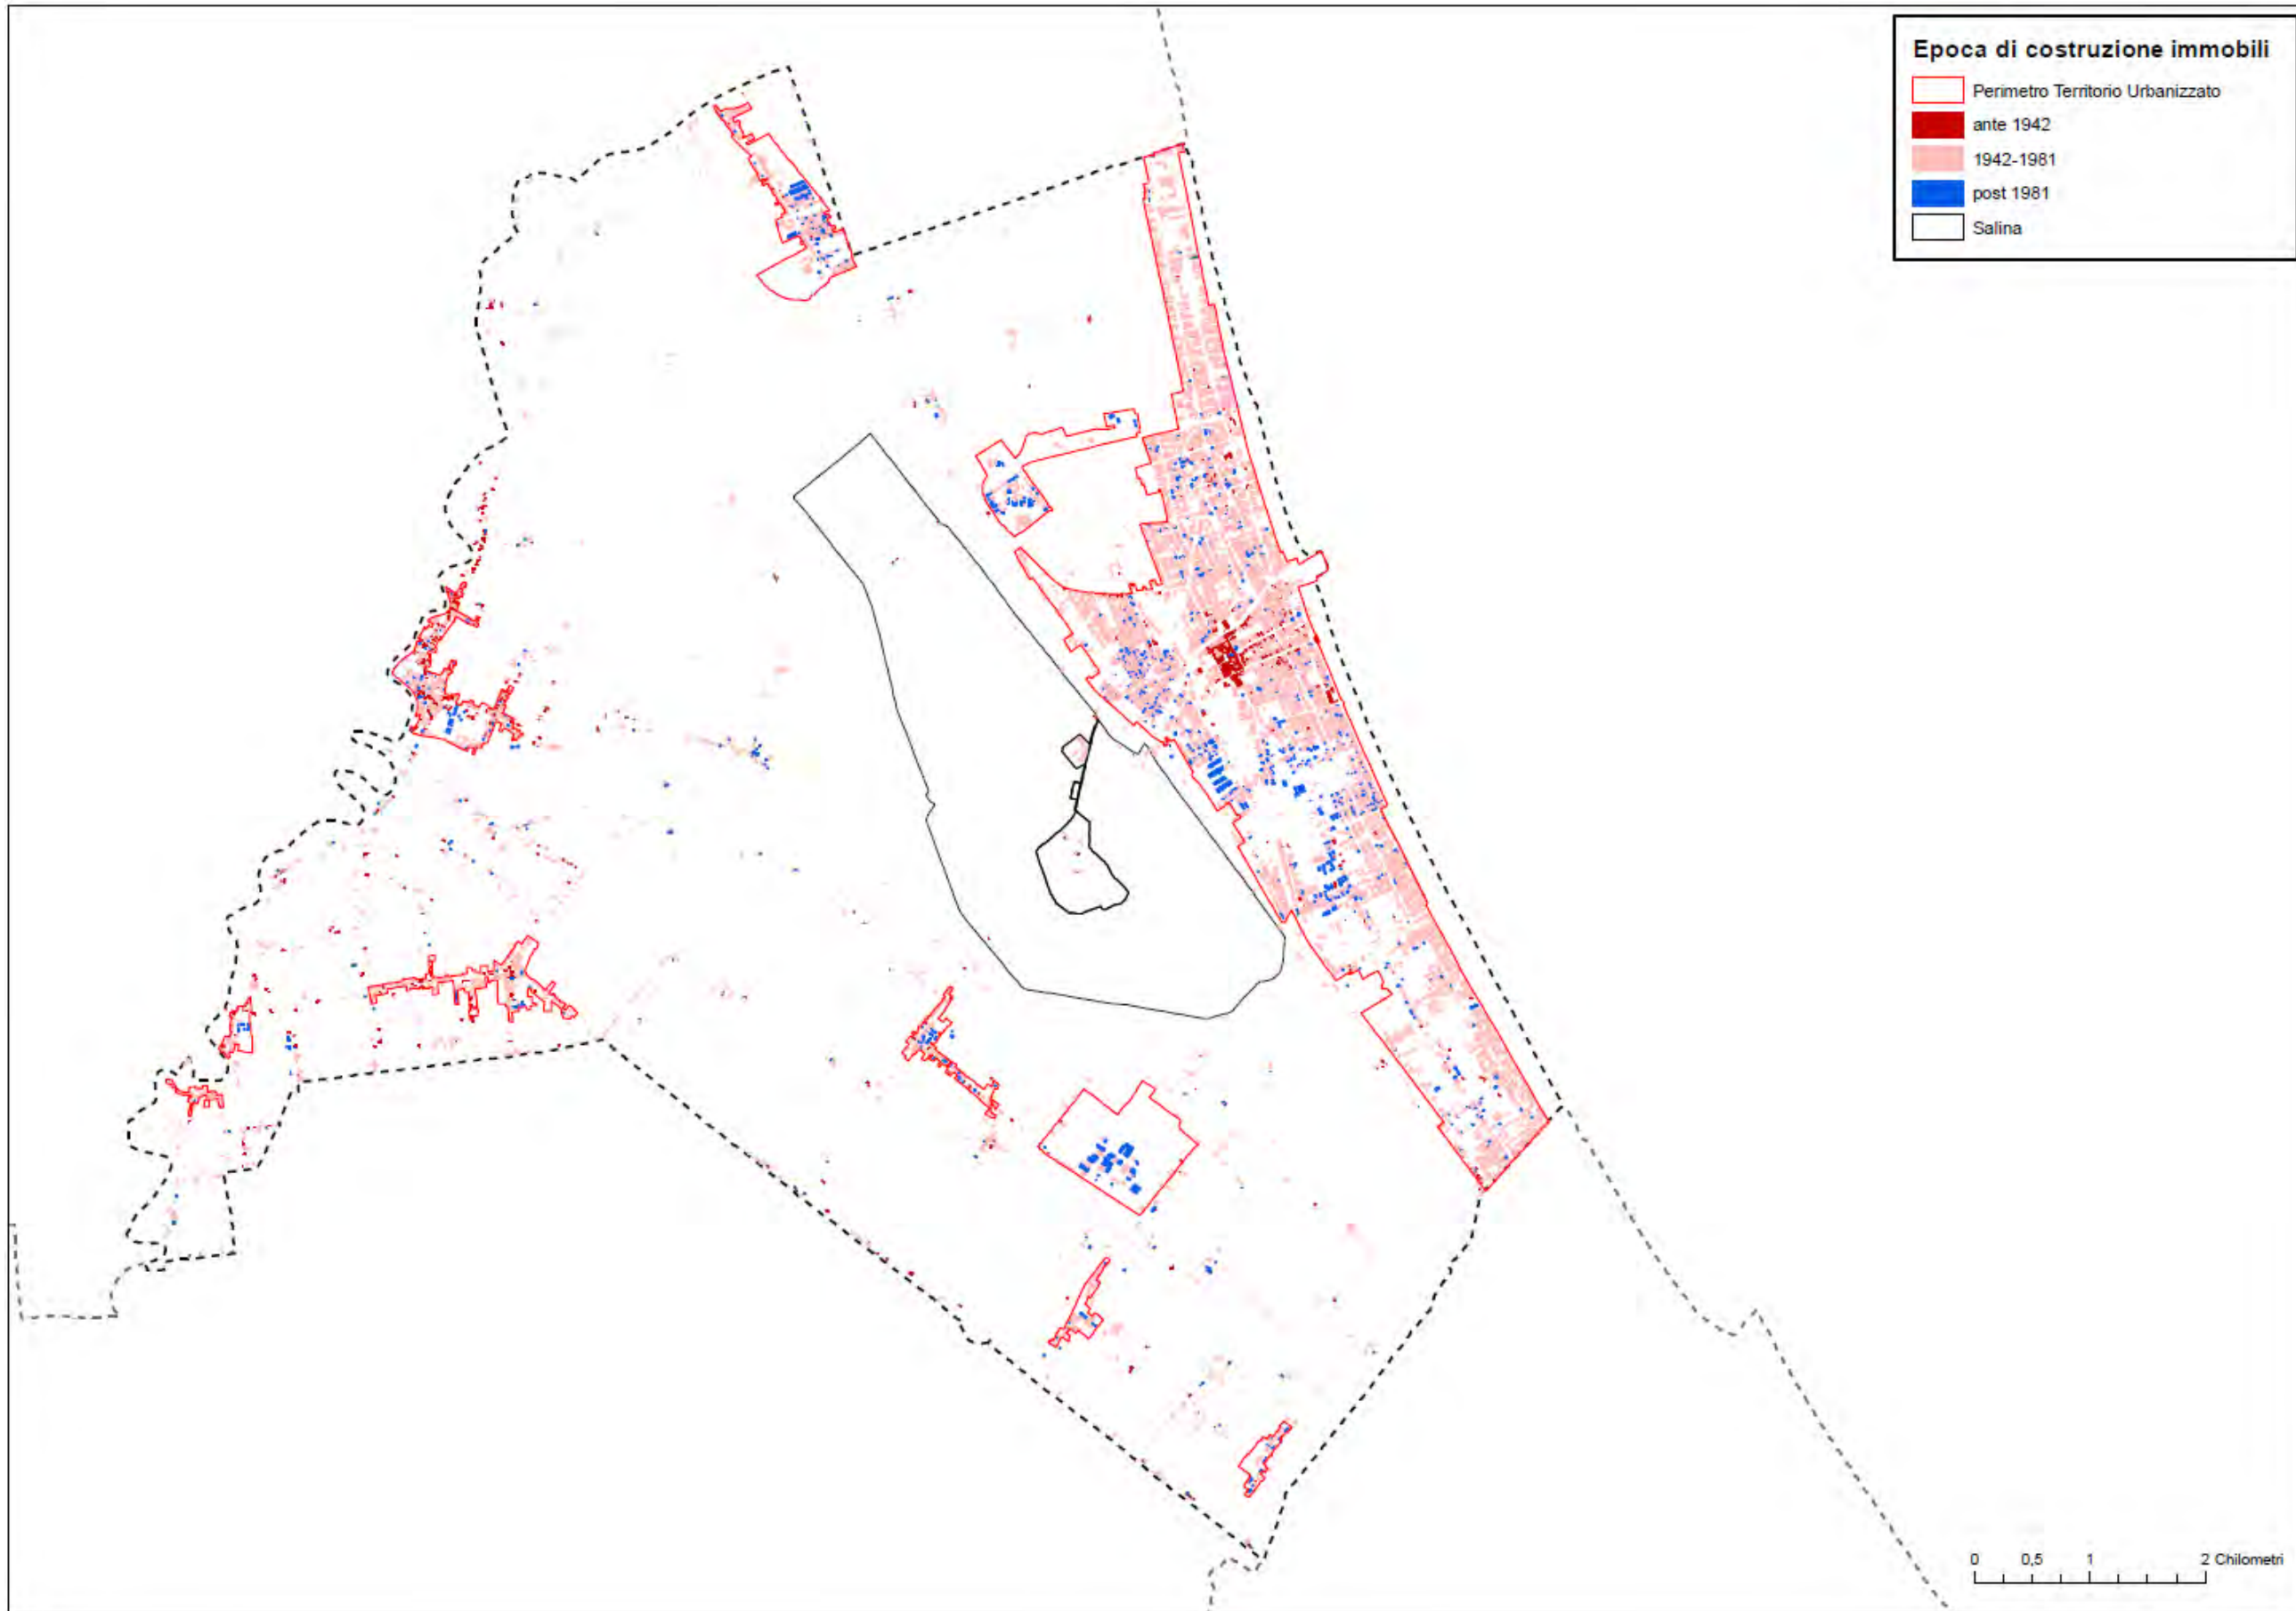 Epoca di costruzione immobili
Perimetro Territorio Urbanizzato
ante 1942
1942-1981
post 1981
Salina
0 0,5 1 2 Chilometri